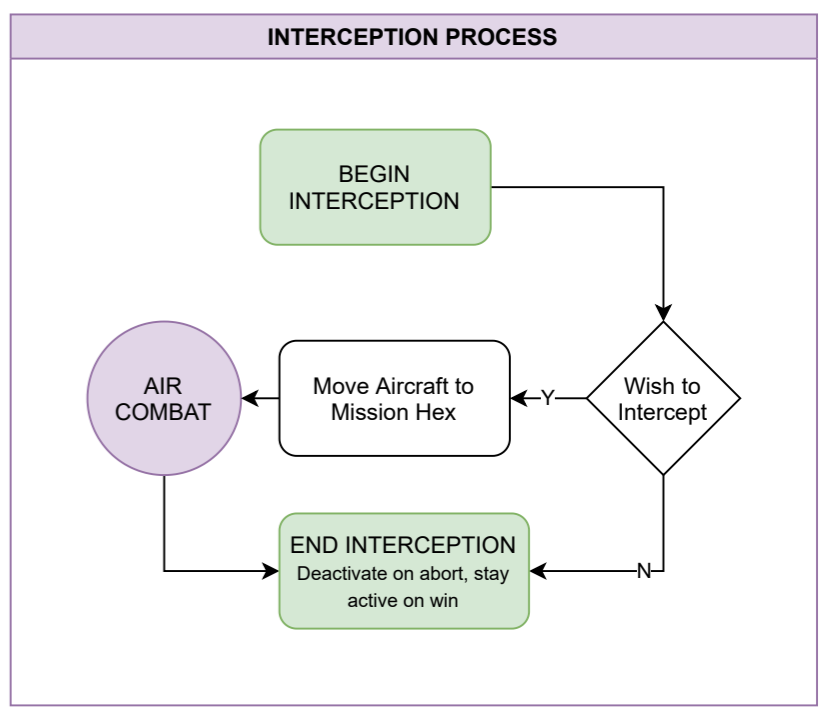 INTERCEPTION PROCESS
BEGIN
INTERCEPTION
Wish to
Intercept
Y
Move Aircraft to
Mission Hex
AIR
COMBAT
N
END INTERCEPTION
Deactivate on abort, stay
active on win